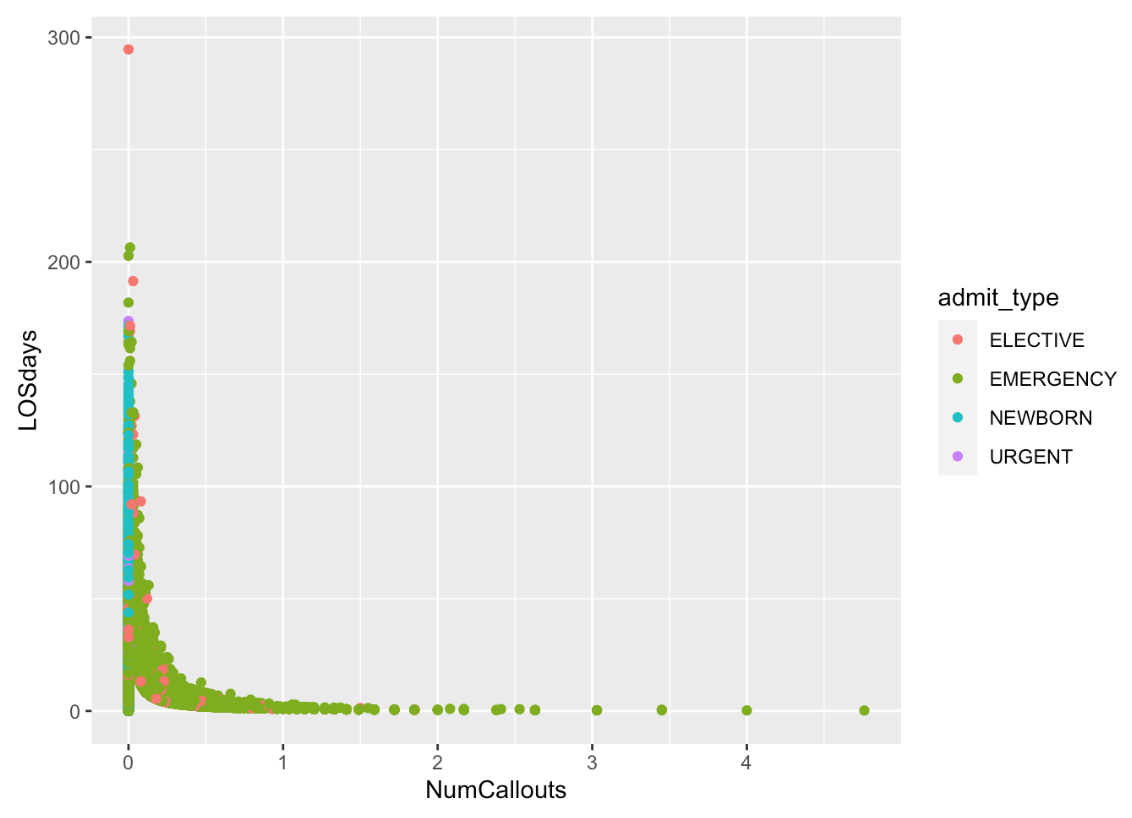 300
200
100
0
LOSdays
0 1 2 3 4
NumCallouts
admit_type
ELECTIVE
EMERGENCY
NEWBORN
URGENT